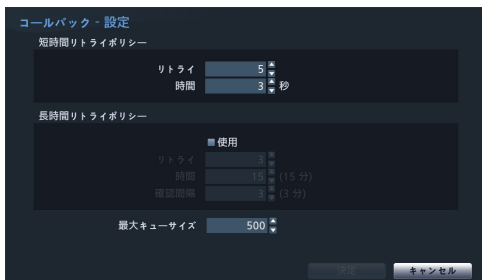 コールバック - 設定
短時間リトライポリシー
リトライ 5
時間 3 秒
長時間リトライポリシー
使用
リトライ 3
時間 15 (15 分)
確認間隔 3 (3 分)
最大キューサイズ 500
決定 キャンセル